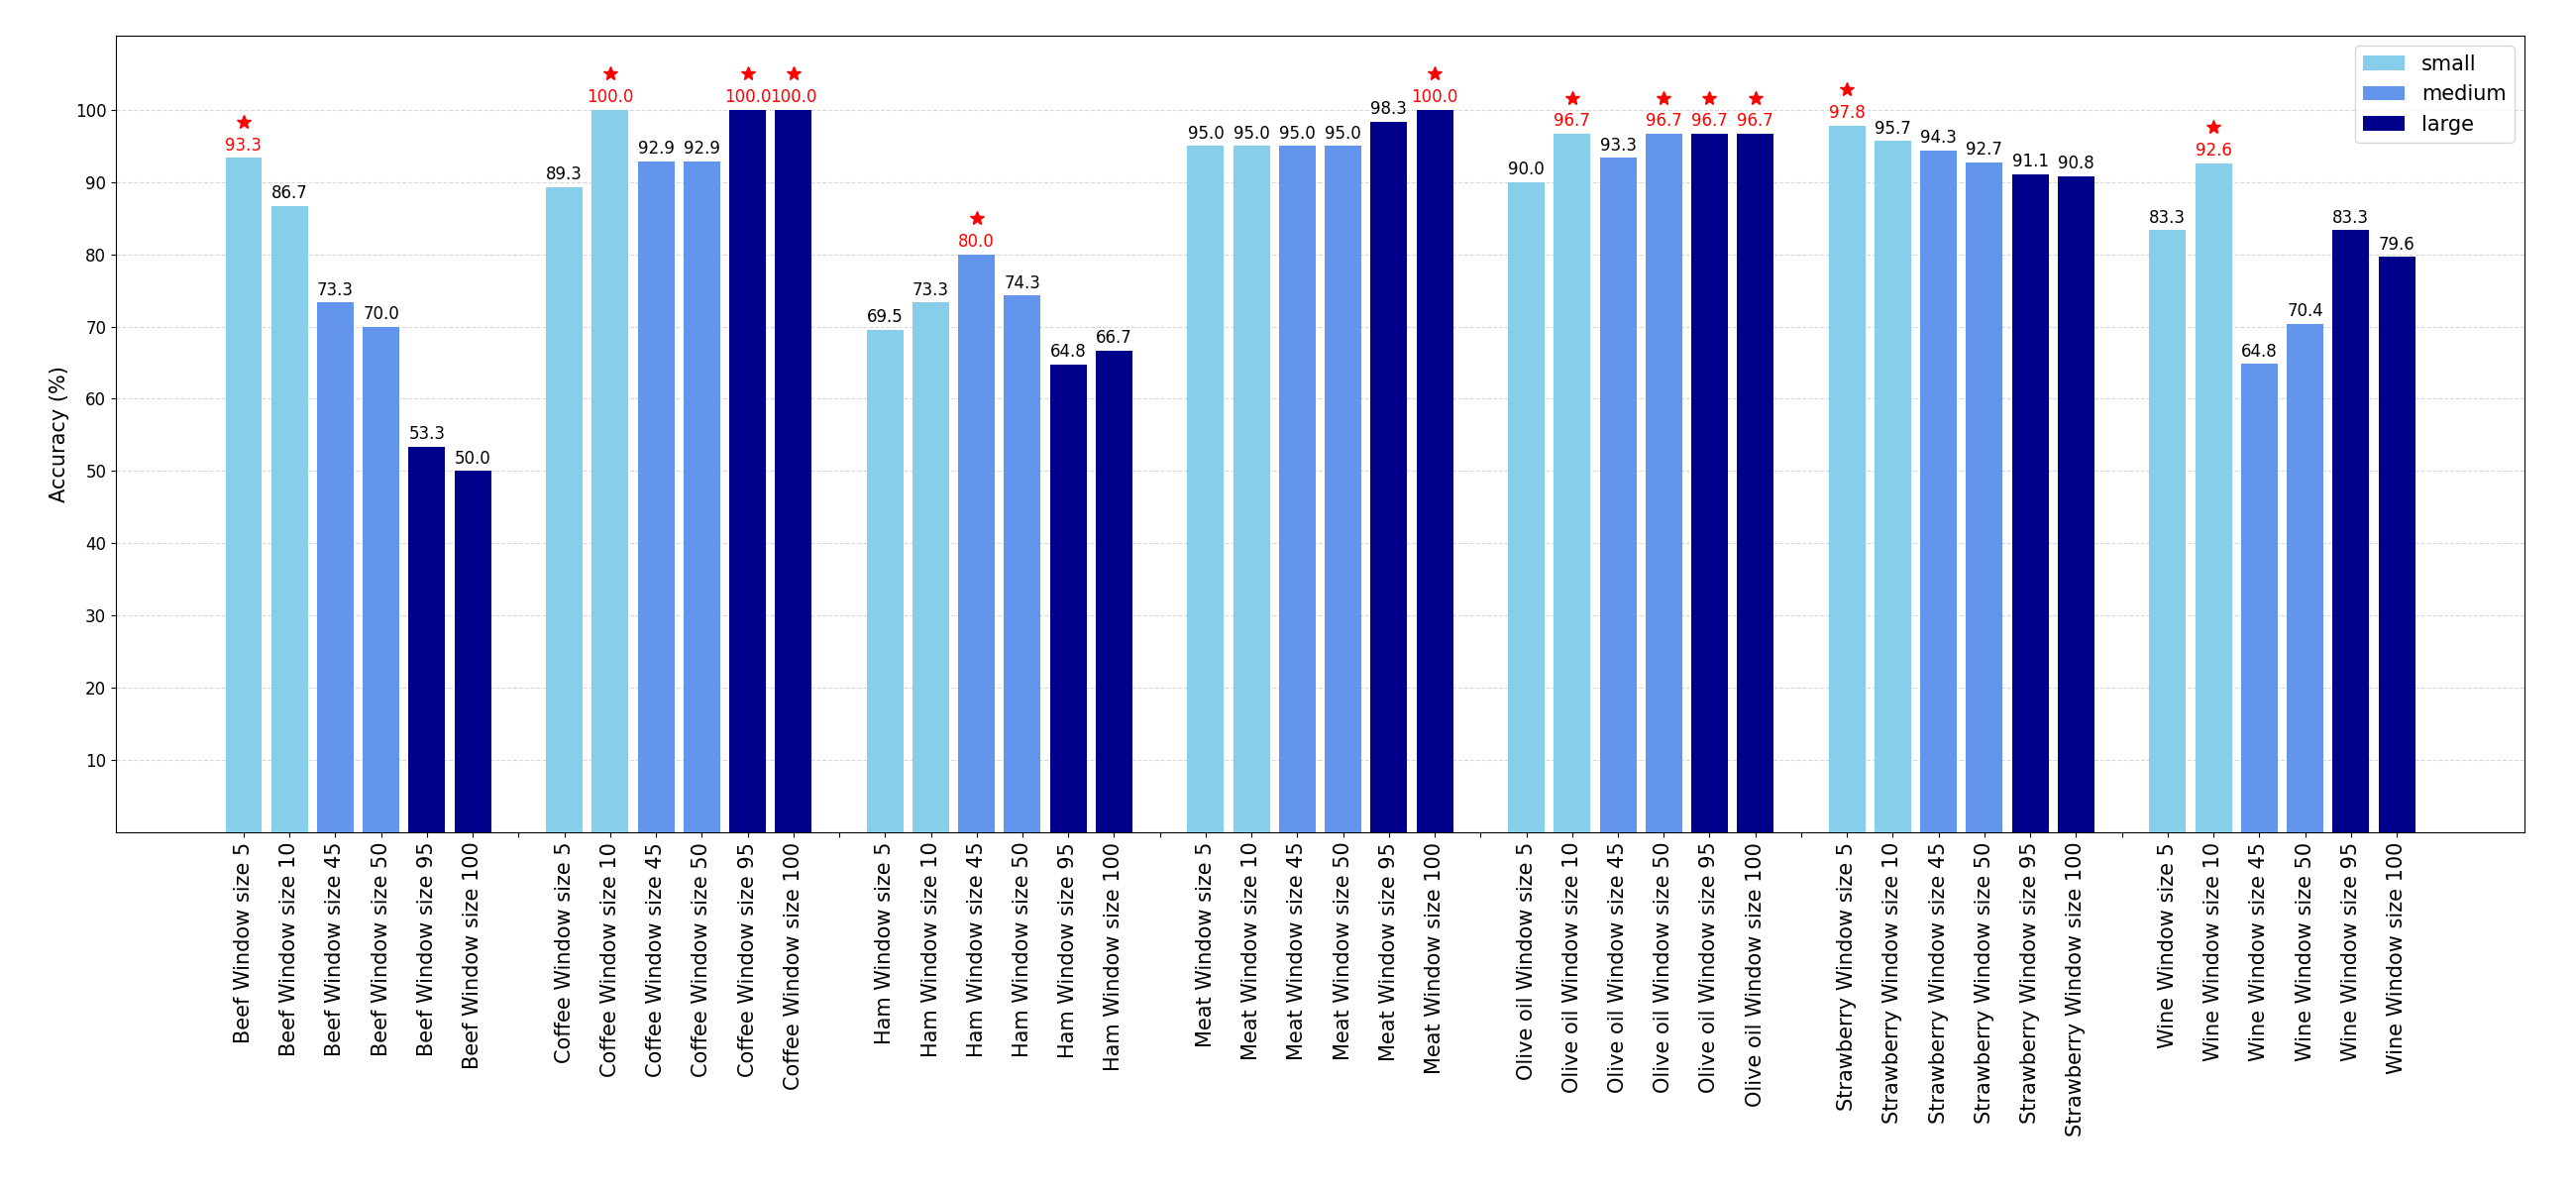 small
medium
large
Accuracy (%)
100
90
80
70
60
50
40
30
20
10
93.3
86.7
73.3
70.0
53.3
50.0
89.3
100.0
92.9
92.9
100.0
100.0
69.5
73.3
80.0
74.3
64.8
66.7
95.0
95.0
95.0
95.0
98.3
100.0
90.0
96.7
93.3
96.7
96.7
96.7
97.8
95.7
94.3
92.7
91.1
90.8
83.3
92.6
64.8
70.4
83.3
79.6
Beef Window size 5
Beef Window size 10
Beef Window size 45
Beef Window size 50
Beef Window size 95
Beef Window size 100
Coffee Window size 5
Coffee Window size 10
Coffee Window size 45
Coffee Window size 50
Coffee Window size 95
Coffee Window size 100
Ham Window size 5
Ham Window size 10
Ham Window size 45
Ham Window size 50
Ham Window size 95
Ham Window size 100
Meat Window size 5
Meat Window size 10
Meat Window size 45
Meat Window size 50
Meat Window size 95
Meat Window size 100
Olive oil Window size 5
Olive oil Window size 10
Olive oil Window size 45
Olive oil Window size 50
Olive oil Window size 95
Olive oil Window size 100
Strawberry Window size 5
Strawberry Window size 10
Strawberry Window size 45
Strawberry Window size 50
Strawberry Window size 95
Strawberry Window size 100
Wine Window size 5
Wine Window size 10
Wine Window size 45
Wine Window size 50
Wine Window size 95
Wine Window size 100